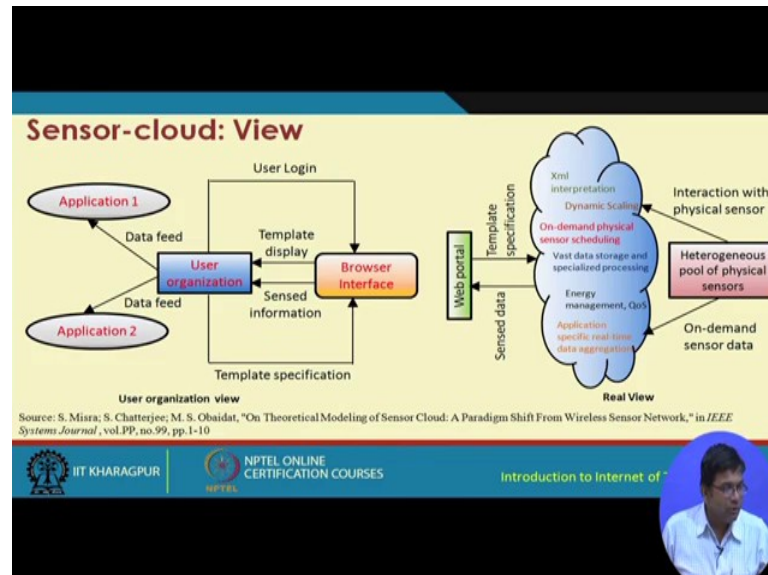 Sensor-cloud: View
User Login
Application 1
Data feed
Template
display
User
organization
Browser
Interface
Sensed
information
Data feed
Application 2
Template specification
User organization view
Web portal
Template
specification
Sensed data
Xml
interpretation
Dynamic Scaling
On-demand physical
sensor scheduling
Vast data storage and
specialized processing
Energy
management, QoS
Application
specific real-time
data aggregation
Interaction with
physical sensor
Heterogeneous
pool of physical
sensors
On-demand
sensor data
Real View
Source: S. Misra; S. Chatterjee; M. S. Obaidat, "On Theoretical Modeling of Sensor Cloud: A Paradigm Shift From Wireless Sensor Network," in IEEE
Systems Journal , vol.PP, no.99, pp.1-10
IIT KHARAGPUR
NPTEL
NPTEL ONLINE
CERTIFICATION COURSES
Introduction to Internet of